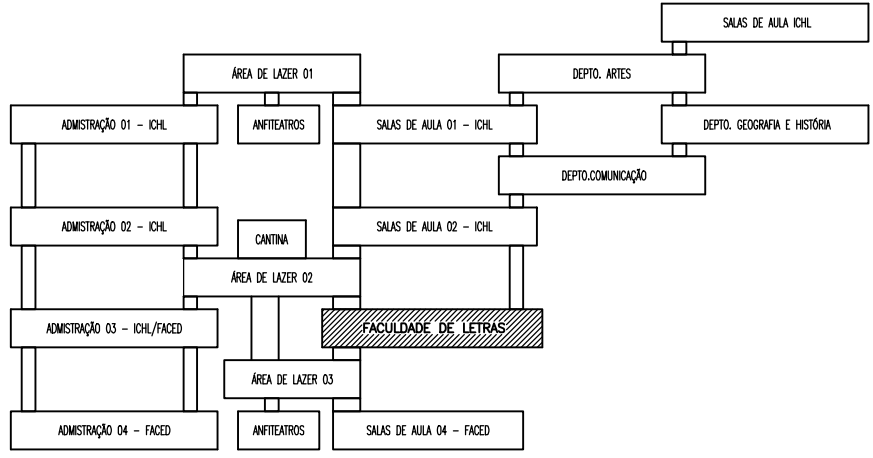 SALAS DE AULA ICHL
ÁREA DE LAZER 01
DEPTO. ARTES
ADMISTRAÇÃO 01 - ICHL
ANFITEATROS
SALAS DE AULA 01 - ICHL
DEPTO. GEOGRAFIA E HISTÓRIA
DEPTO.COMUNICAÇÃO
ADMISTRAÇÃO 02 - ICHL
CANTINA
SALAS DE AULA 02 - ICHL
ÁREA DE LAZER 02
ADMISTRAÇÃO 03 - ICHL/FACED
FACULDADE DE LETRAS
ÁREA DE LAZER 03
ADMISTRAÇÃO 04 - FACED
ANFITEATROS
SALAS DE AULA 04 - FACED